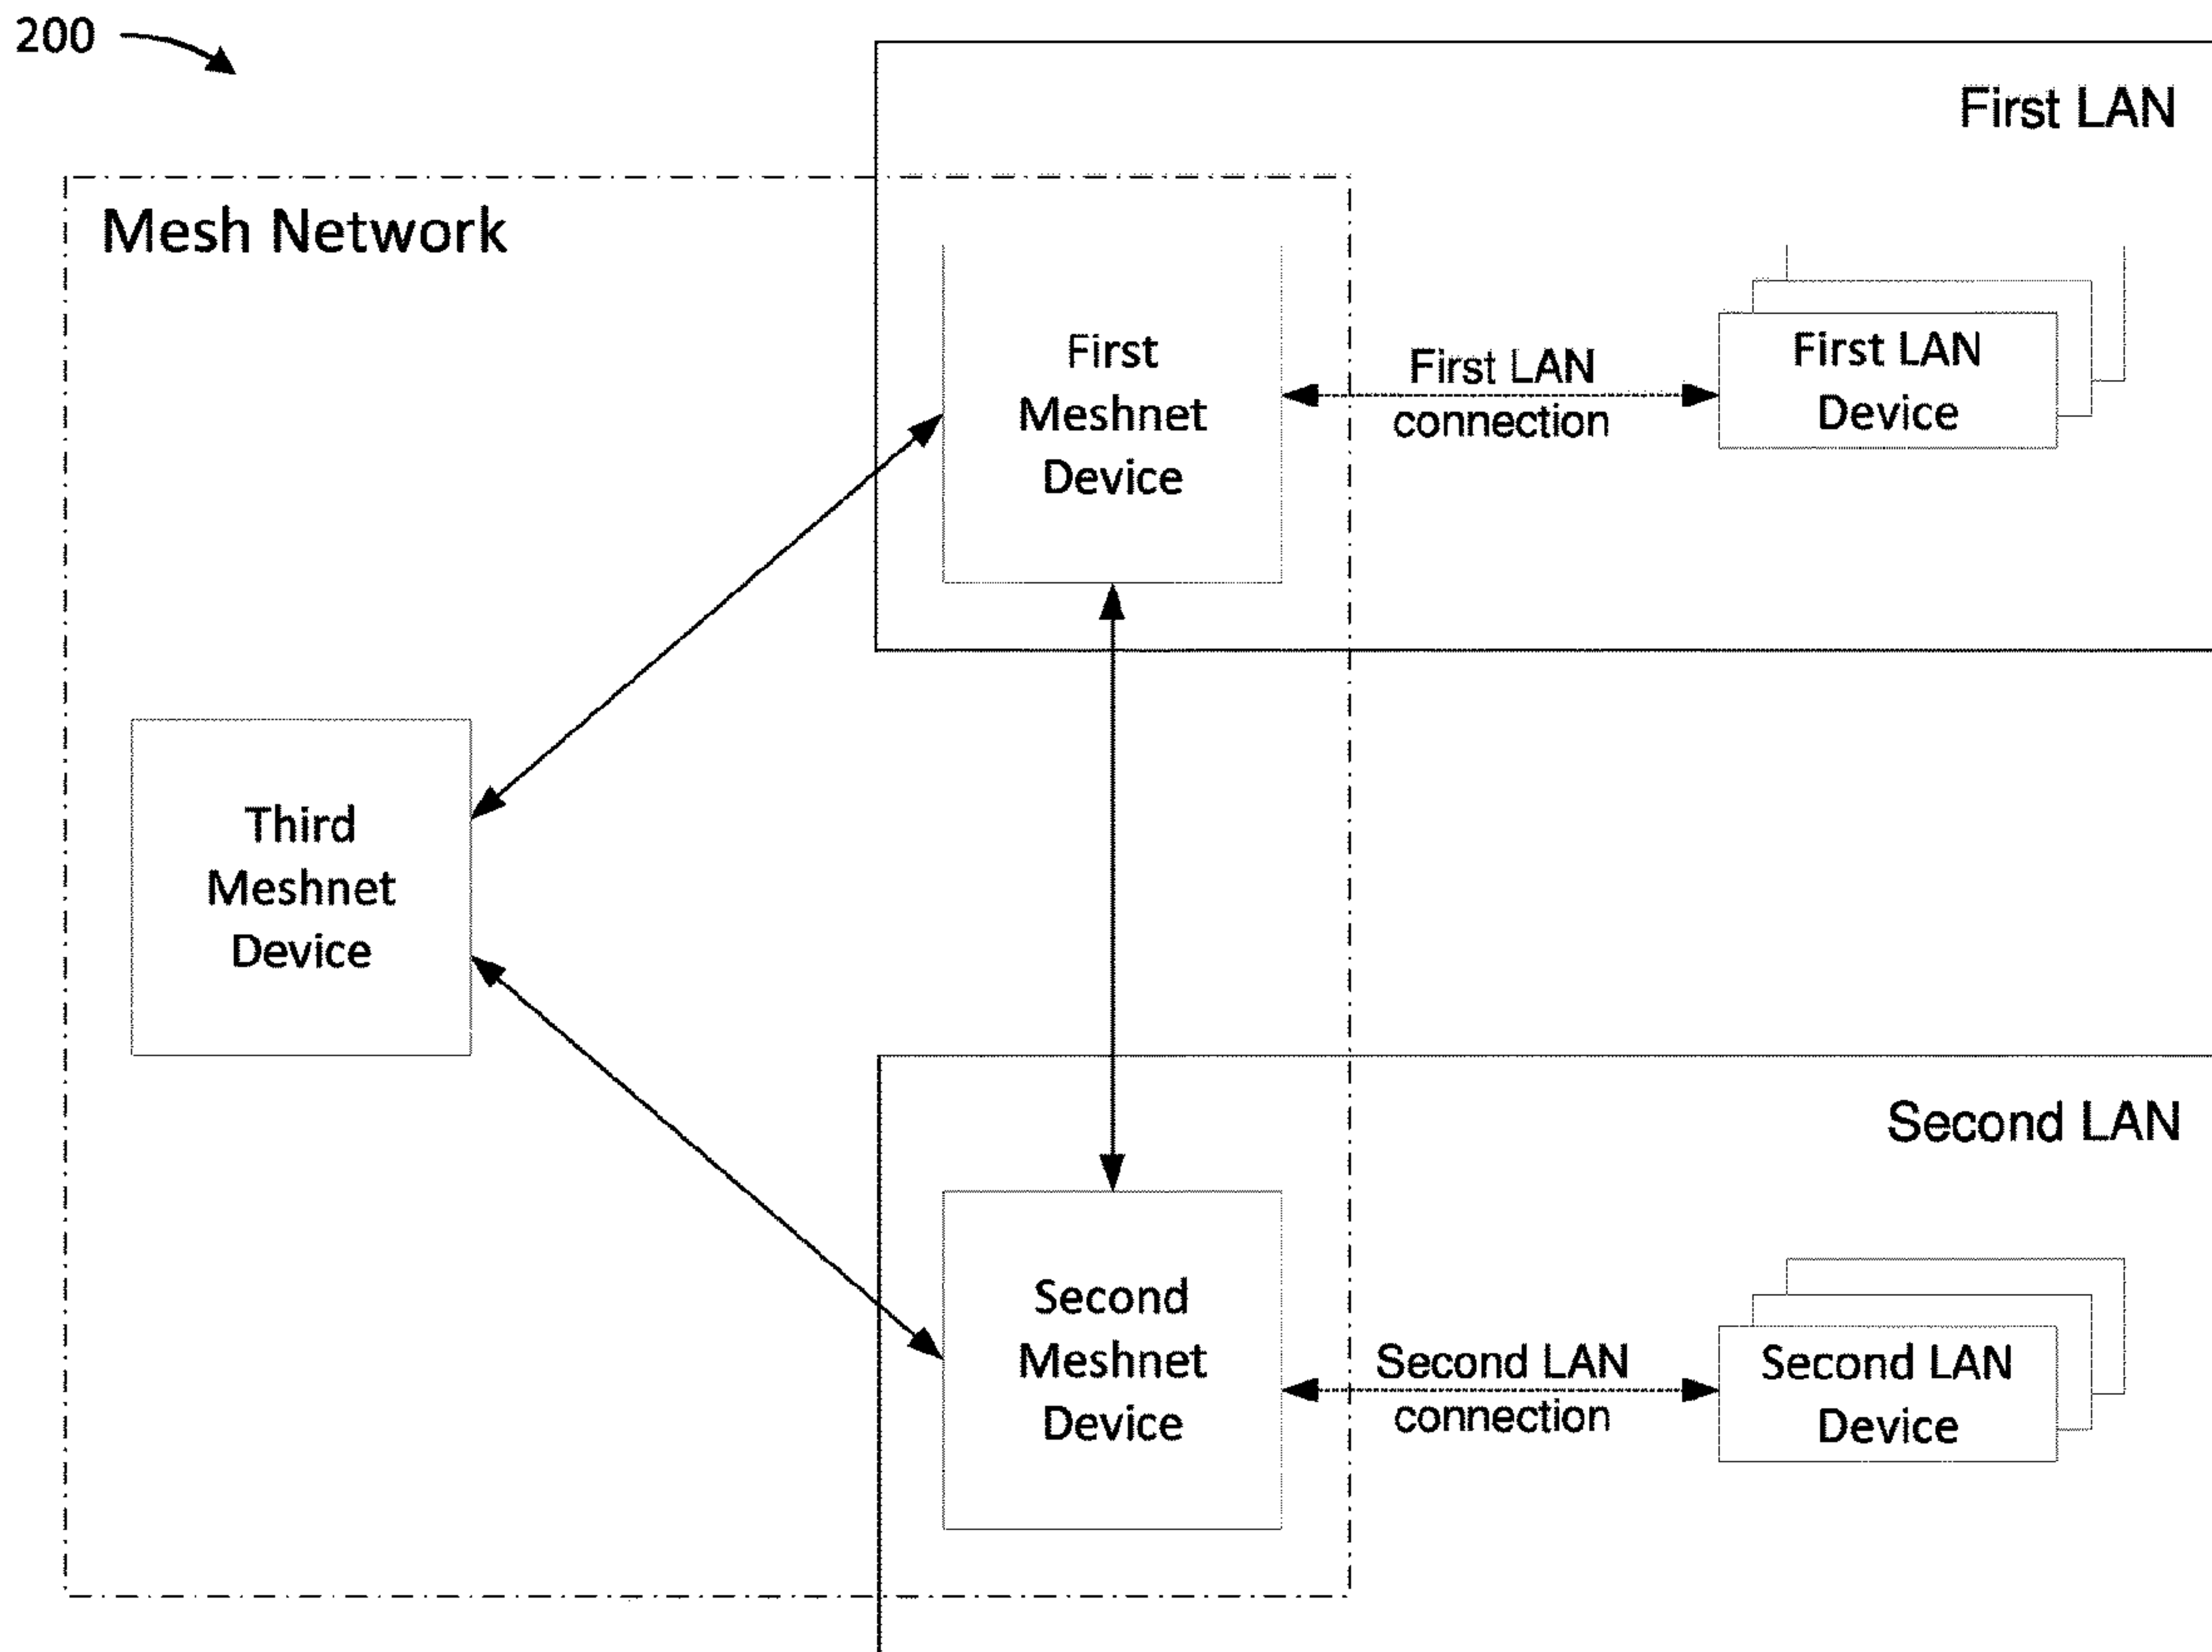 200
First LAN
Mesh Network
First
Meshnet
Device
First LAN
connection
First LAN
Device
Third
Meshnet
Device
Second LAN
Second
Meshnet
Device
Second LAN
connection
Second LAN
Device